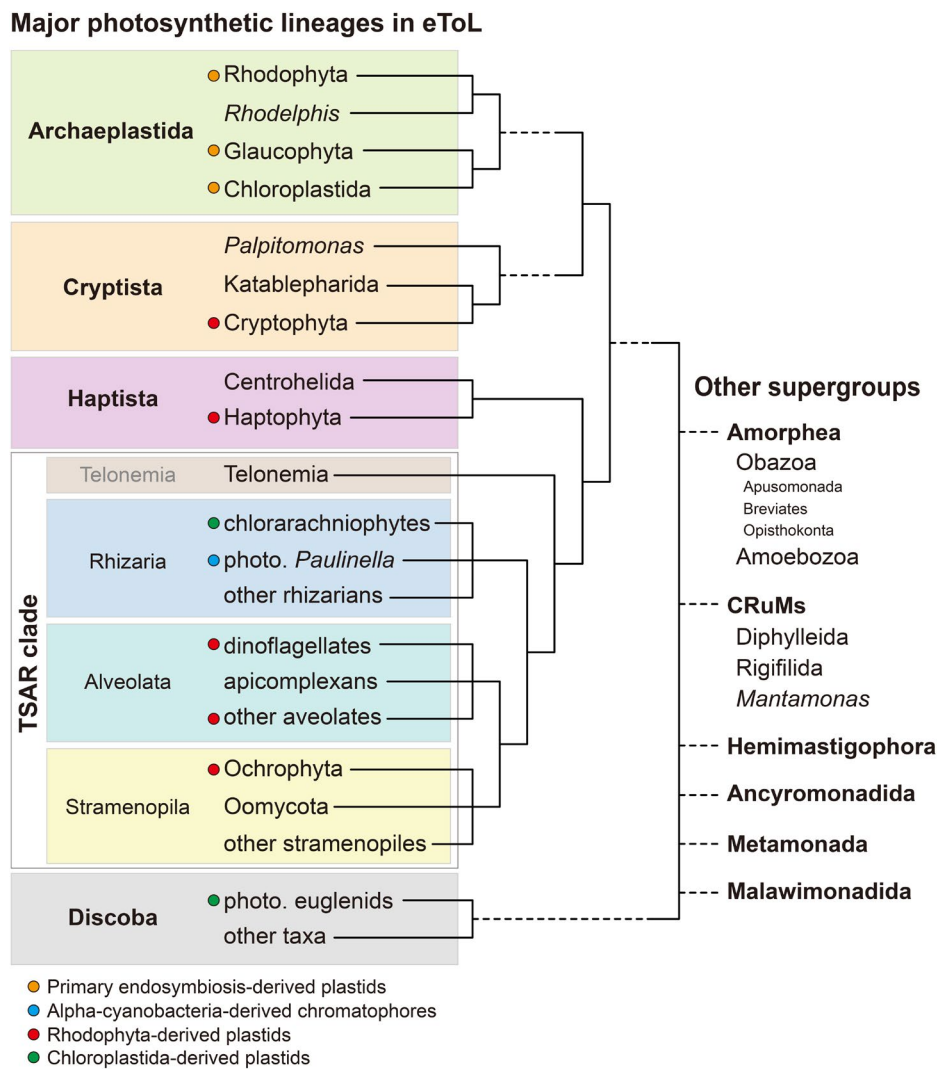 Major photosynthetic lineages in eToL
Archaeplastida
Rhodophyta
Rhodelphis
Glaucophyta
Chloroplastida
Cryptista
Palpitomonas
Katablepharida
Cryptophyta
Haptista
Centrohelida
Haptophyta
TSAR clade
Telonemia
Telonemia
Rhizaria
chlorarachniophytes
photo. Paulinella
other rhizarians
Alveolata
dinoflagellates
apicomplexans
other aveolates
Stramenopila
Ochrophyta
Oomycota
other stramenopiles
Discoba
photo. euglenids
other taxa
Other supergroups
Amorphea
Obazoa
Apusomonada
Breviates
Opisthokonta
Amoebozoa
CRuMs
Diphylleida
Rigifilida
Mantamonas
Hemimastigophora
Ancyromonadida
Metamonada
Malawimonadida
Primary endosymbiosis-derived plastids
Alpha-cyanobacteria-derived chromatophores
Rhodophyta-derived plastids
Chloroplastida-derived plastids